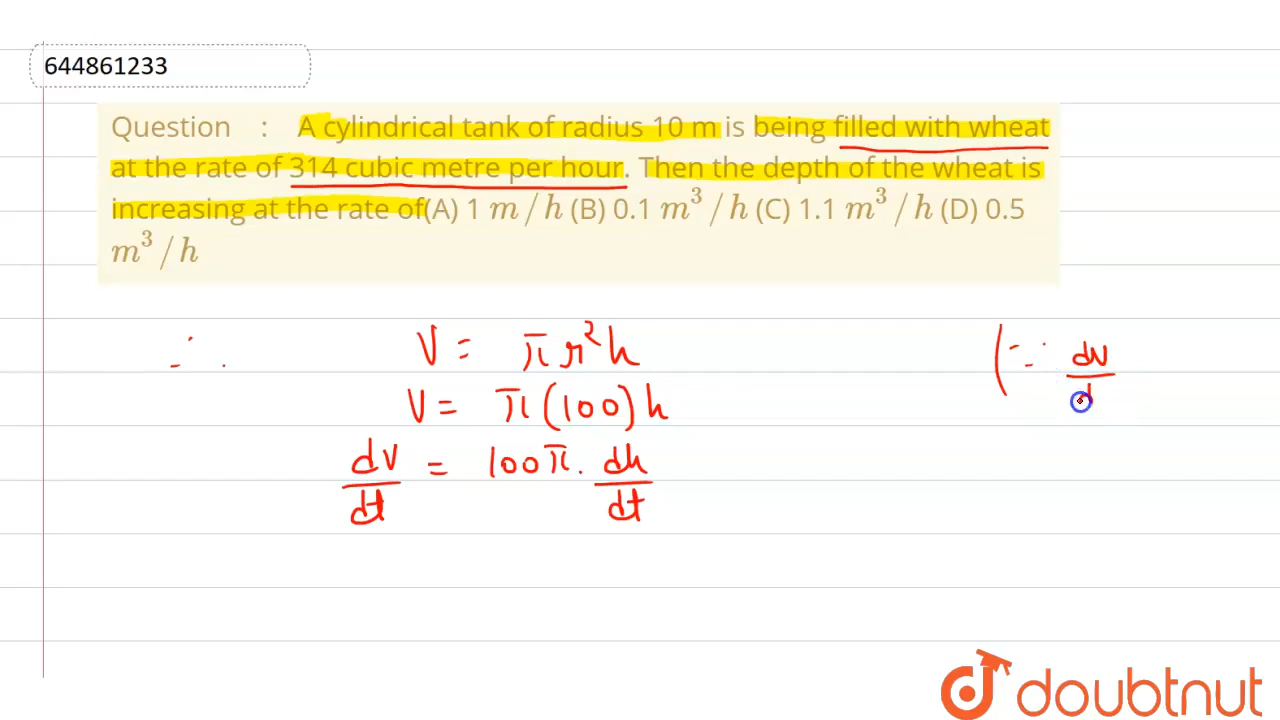 644861233
Question : A cylindrical tank of radius 10 m is being filled with wheat
at the rate of 314 cubic metre per hour. Then the depth of the wheat is
increasing at the rate of(A) 1 m/h (B) 0.1 m³/h (C) 1.1 m³/h (D) 0.5
m³/h
∴ V = πr²h (∵ dv/d
V = π(100)h
dV/dt = 100π. dh/dt
doubtnut